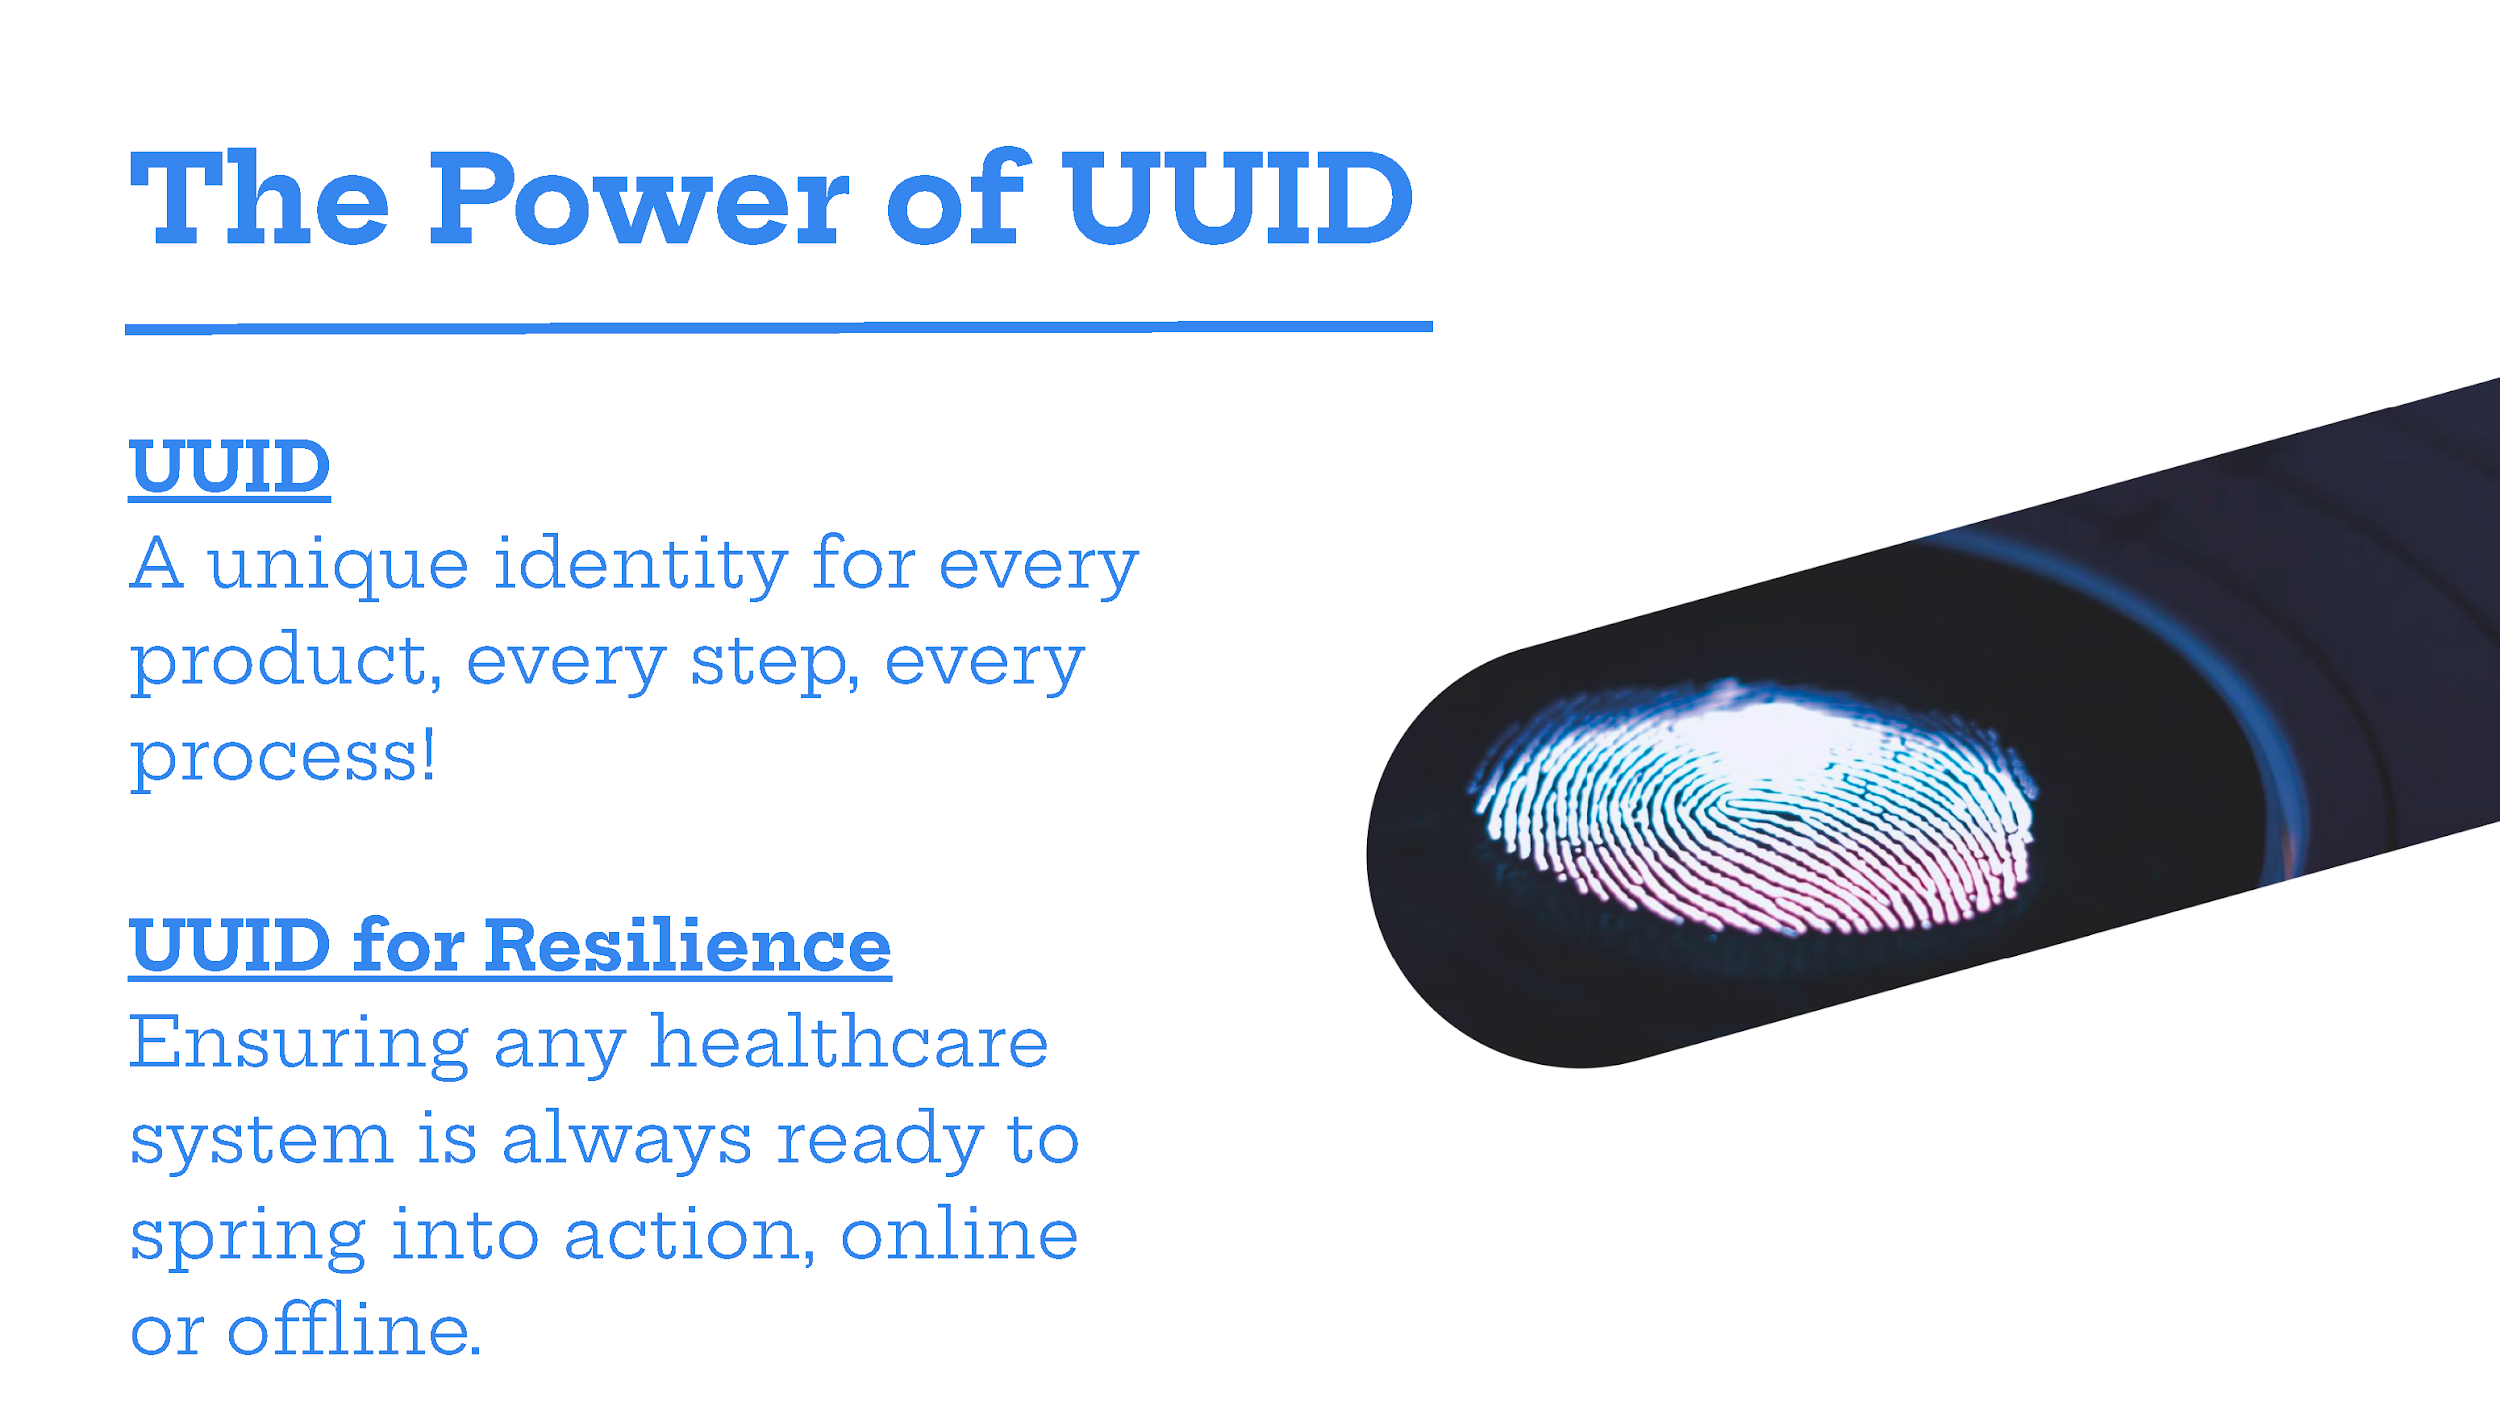 The Power of UUID
UUID
A unique identity for every
product, every step, every
process!
UUID for Resilience
Ensuring any healthcare
system is always ready to
spring into action, online
or offline.